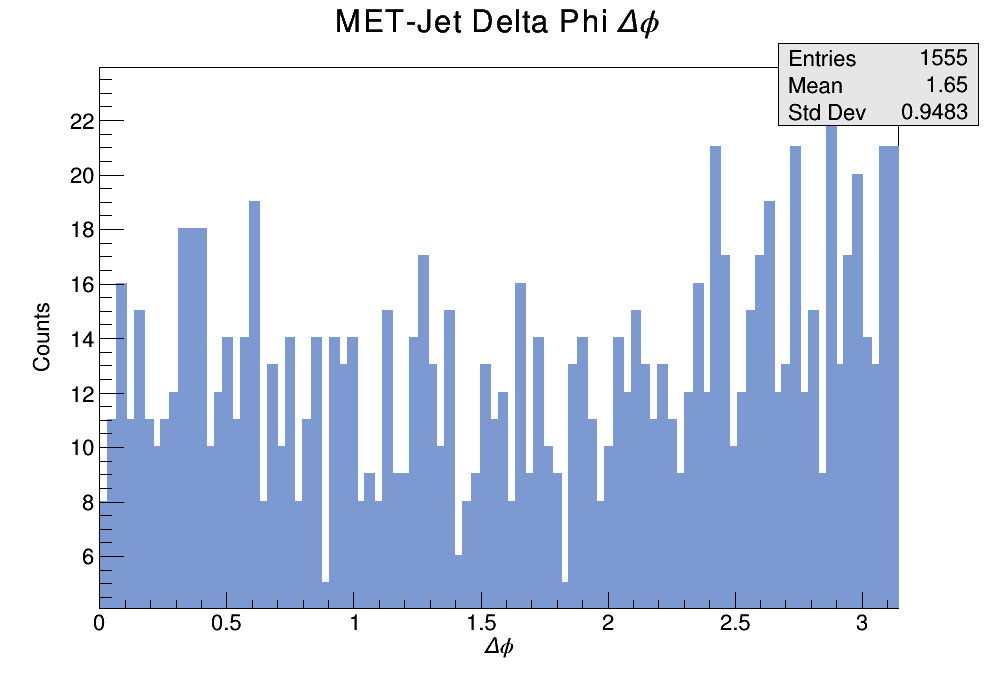 MET-Jet Delta Phi Δϕ
Entries 1555
Mean 1.65
Std Dev 0.9483
22
20
18
16
14
12
10
8
6
Counts
0 0.5 1 1.5 2 2.5 3
Δϕ